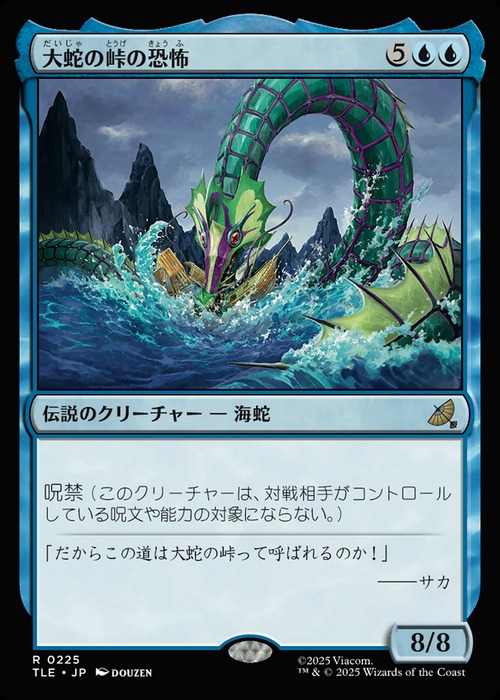 だいじゃ とうげ きょうふ
大蛇の峠の恐怖 5
伝説のクリーチャー — 海蛇
呪禁（このクリーチャーは、対戦相手がコントロール
している呪文や能力の対象にならない。）
「だからこの道は大蛇の峠って呼ばれるのか！」
――サカ
8/8
R 0225
TLE • JP DOUZEN
©2025 Viacom.
™ & © 2025 Wizards of the Coast